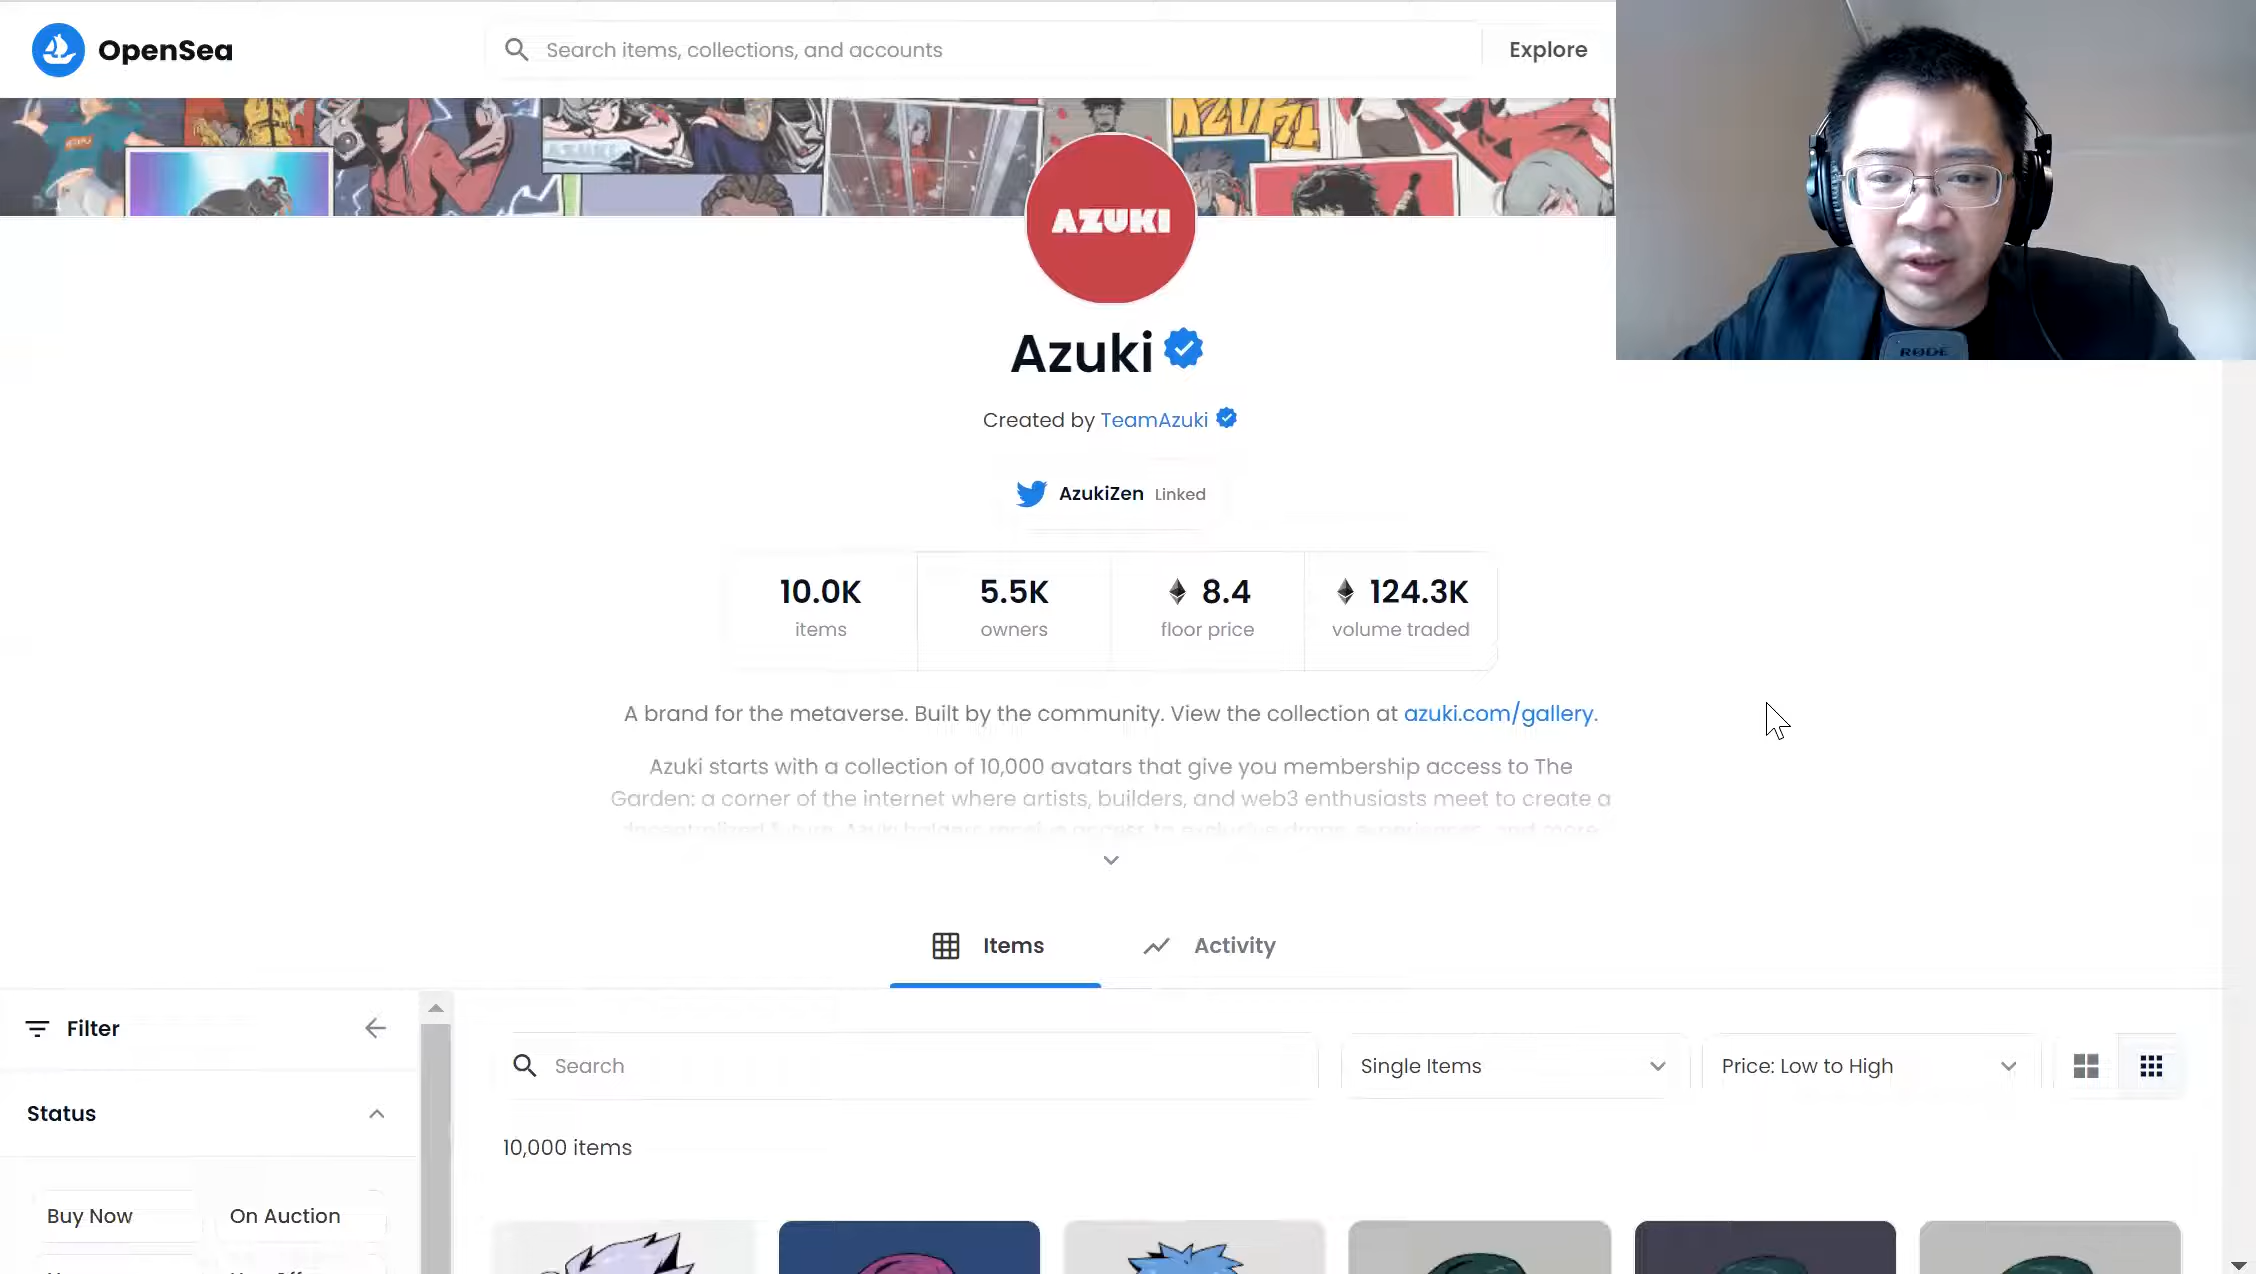 OpenSea
Search items, collections, and accounts
Explore
AZUKI
AZUKI
RØDE
Azuki
Created by TeamAzuki
AzukiZen Linked
10.0K
items
5.5K
owners
8.4
floor price
124.3K
volume traded
A brand for the metaverse. Built by the community. View the collection at azuki.com/gallery.
Azuki starts with a collection of 10,000 avatars that give you membership access to The
Garden: a corner of the internet where artists, builders, and web3 enthusiasts meet to create a
Items
Activity
Filter
Search
Single Items
Price: Low to High
Status
10,000 items
Buy Now
On Auction